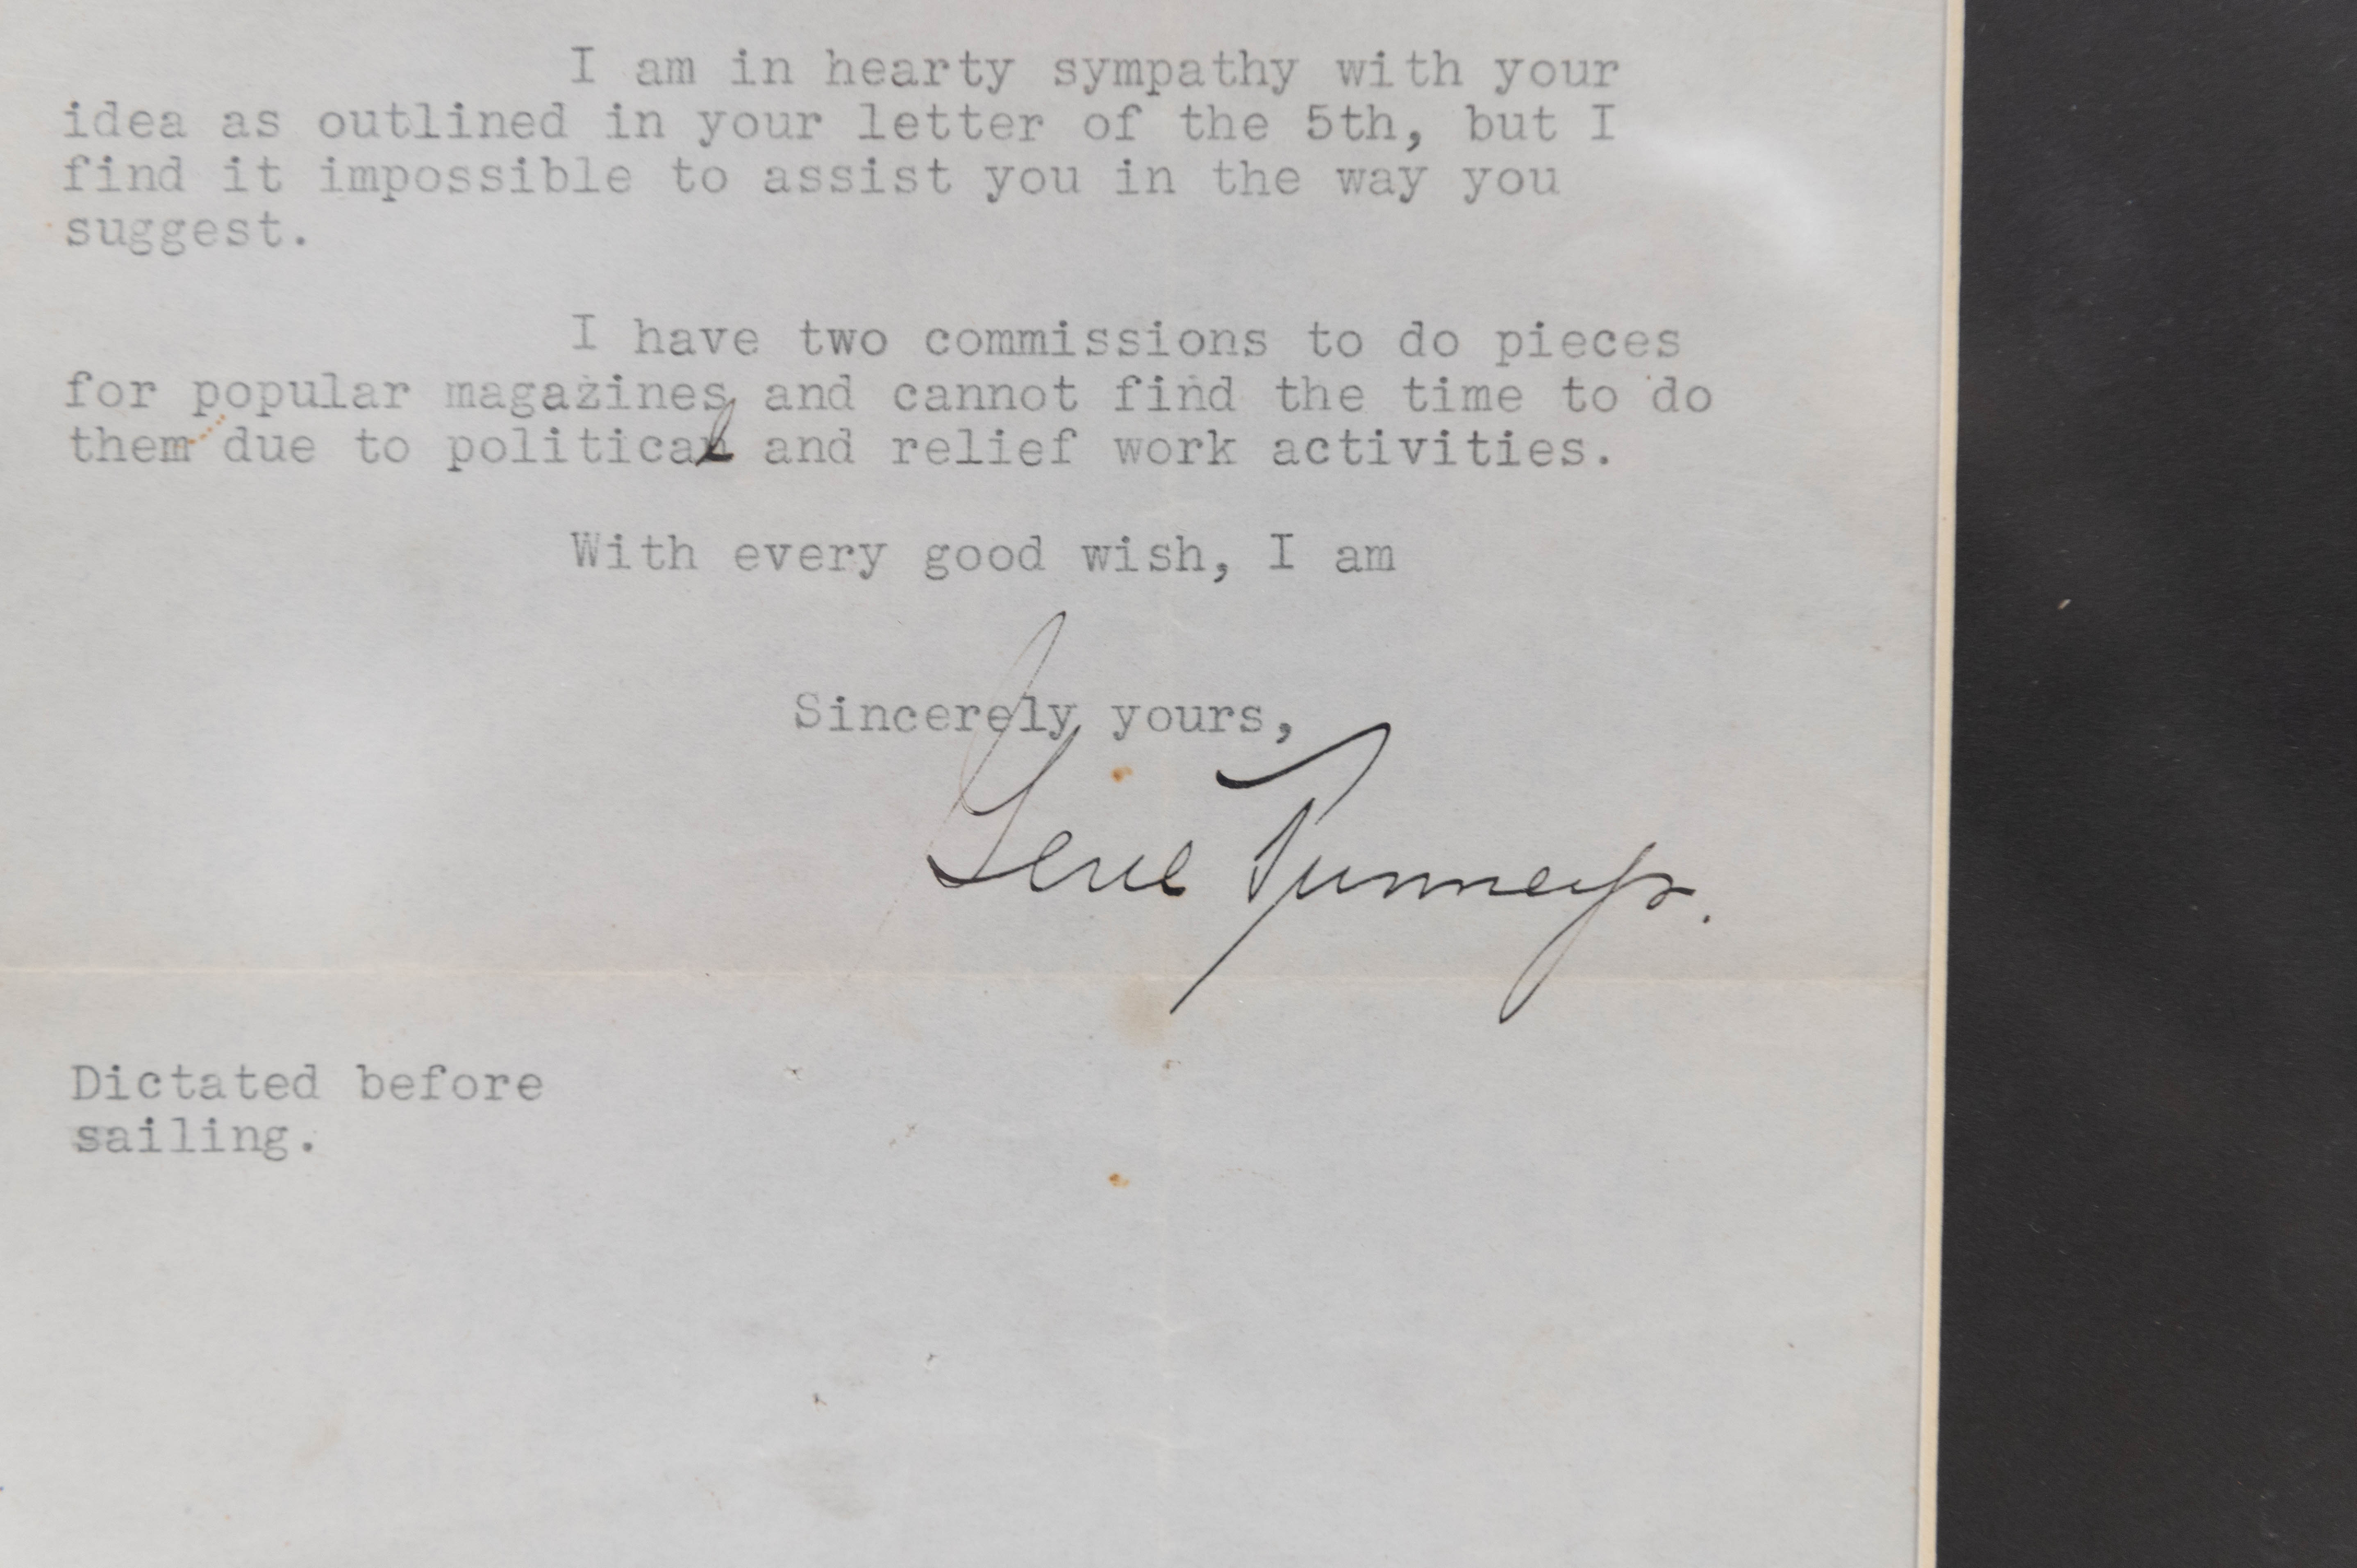 I am in hearty sympathy with your
idea as outlined in your letter of the 5th, but I
find it impossible to assist you in the way you
suggest.
I have two commissions to do pieces
for popular magazines and cannot find the time to do
them due to political and relief work activities.
With every good wish, I am
Sincerely yours,
Gene Tunney
Dictated before
sailing.